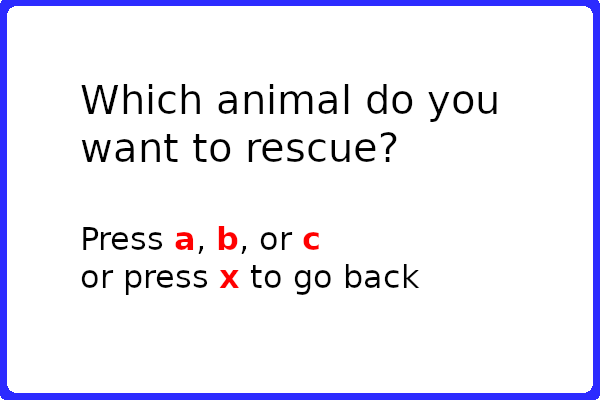 Which animal do you
want to rescue?
Press a, b, or c
or press x to go back